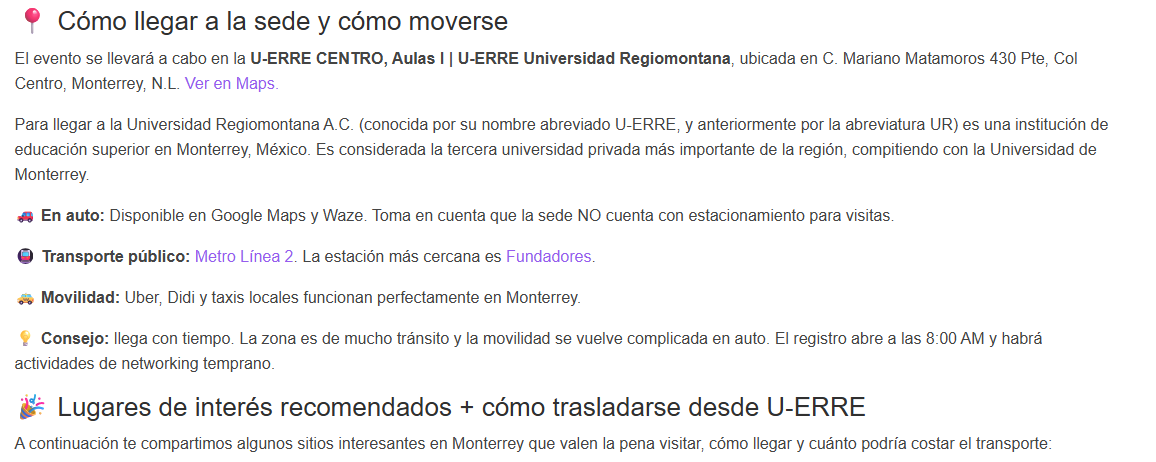 📍 Cómo llegar a la sede y cómo moverse
El evento se llevará a cabo en la U-ERRE CENTRO, Aulas I | U-ERRE Universidad Regiomontana, ubicada en C. Mariano Matamoros 430 Pte, Col
Centro, Monterrey, N.L. Ver en Maps.
Para llegar a la Universidad Regiomontana A.C. (conocida por su nombre abreviado U-ERRE, y anteriormente por la abreviatura UR) es una institución de
educación superior en Monterrey, México. Es considerada la tercera universidad privada más importante de la región, compitiendo con la Universidad de
Monterrey.
🚗 En auto: Disponible en Google Maps y Waze. Toma en cuenta que la sede NO cuenta con estacionamiento para visitas.
🚇 Transporte público: Metro Línea 2. La estación más cercana es Fundadores.
🚕 Movilidad: Uber, Didi y taxis locales funcionan perfectamente en Monterrey.
💡 Consejo: llega con tiempo. La zona es de mucho tránsito y la movilidad se vuelve complicada en auto. El registro abre a las 8:00 AM y habrá
actividades de networking temprano.
🎉 Lugares de interés recomendados + cómo trasladarse desde U-ERRE
A continuación te compartimos algunos sitios interesantes en Monterrey que valen la pena visitar, cómo llegar y cuánto podría costar el transporte: